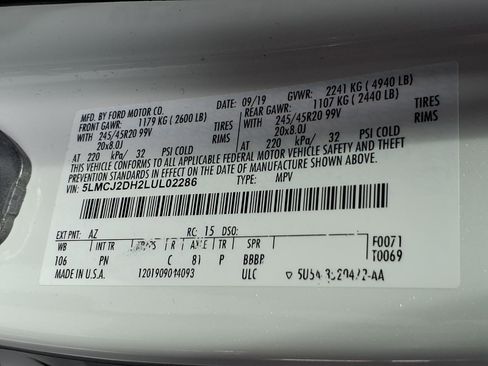 MFD. BY FORD MOTOR CO. DATE: 09/19 GVWR: 2241 KG ( 4940 LB)
FRONT GAWR: 1179 KG ( 2600 LB) REAR GAWR: 1107 KG ( 2440 LB)
WITH 245/45R20 99V TIRES WITH 245/45R20 99V TIRES
20x8.0J RIMS 20x8.0J RIMS
AT 220 kPa/ 32 PSI COLD AT 220 kPa/ 32 PSI COLD
THIS VEHICLE CONFORMS TO ALL APPLICABLE FEDERAL MOTOR VEHICLE SAFETY AND THEFT
PREVENTION STANDARDS IN EFFECT ON THE DATE OF MANUFACTURE SHOWN ABOVE.
VIN: 5LMCJ2DH2LUL02286 TYPE: MPV
EXT PNT: AZ RC: 15 DSO: F0071
WB INT TR R AXLE TR SPR T0069
106 PN C 81 P BBBB
MADE IN U.S.A. ULC